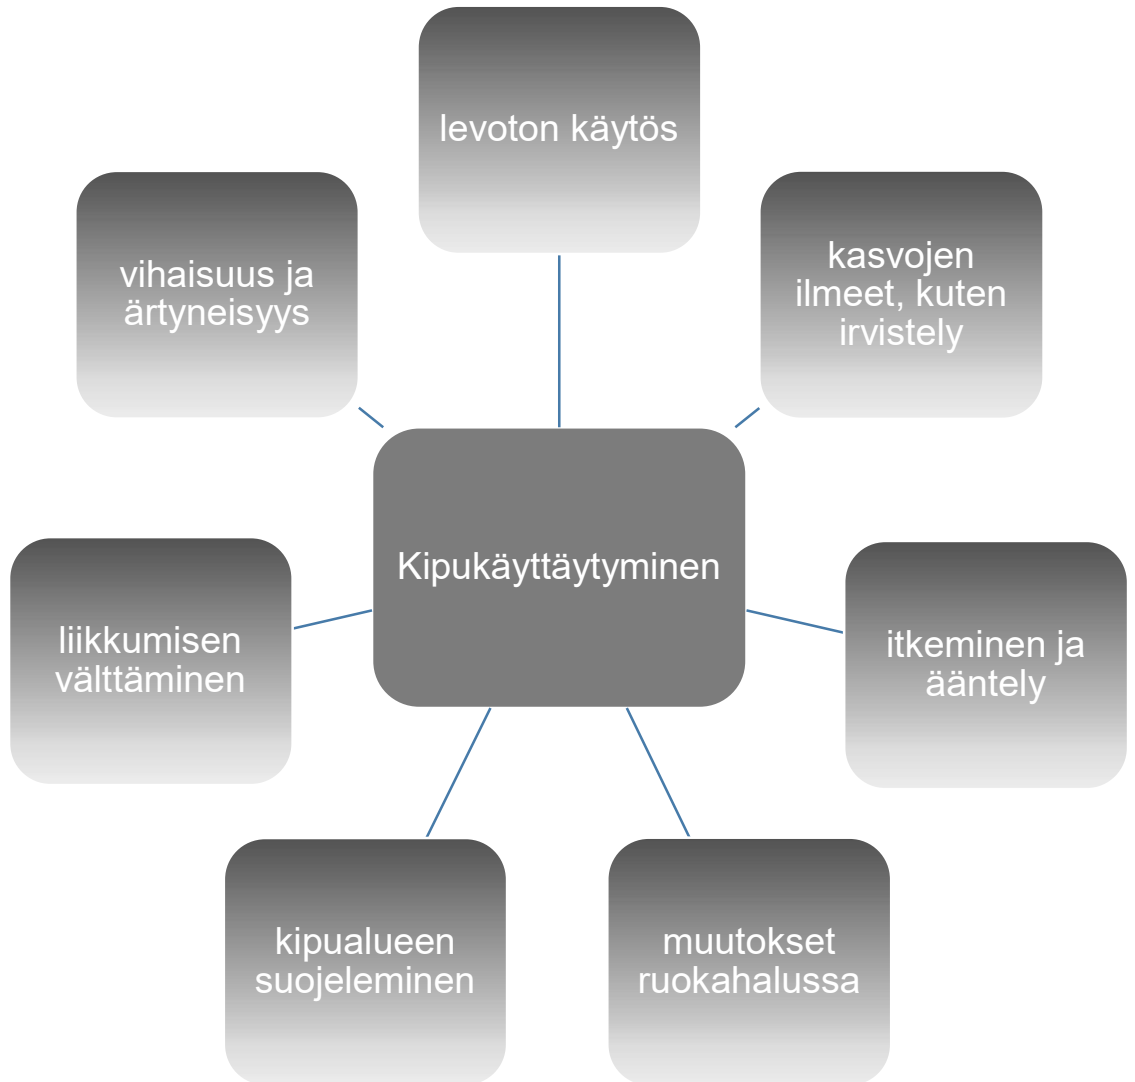 levoton käytös
kasvojen
ilmeet, kuten
irvistely
itkeminen ja
ääntely
muutokset
ruokahalussa
kipualueen
suojeleminen
liikkumisen
välttäminen
vihaisuus ja
ärtyneisyys
Kipukäyttäytyminen